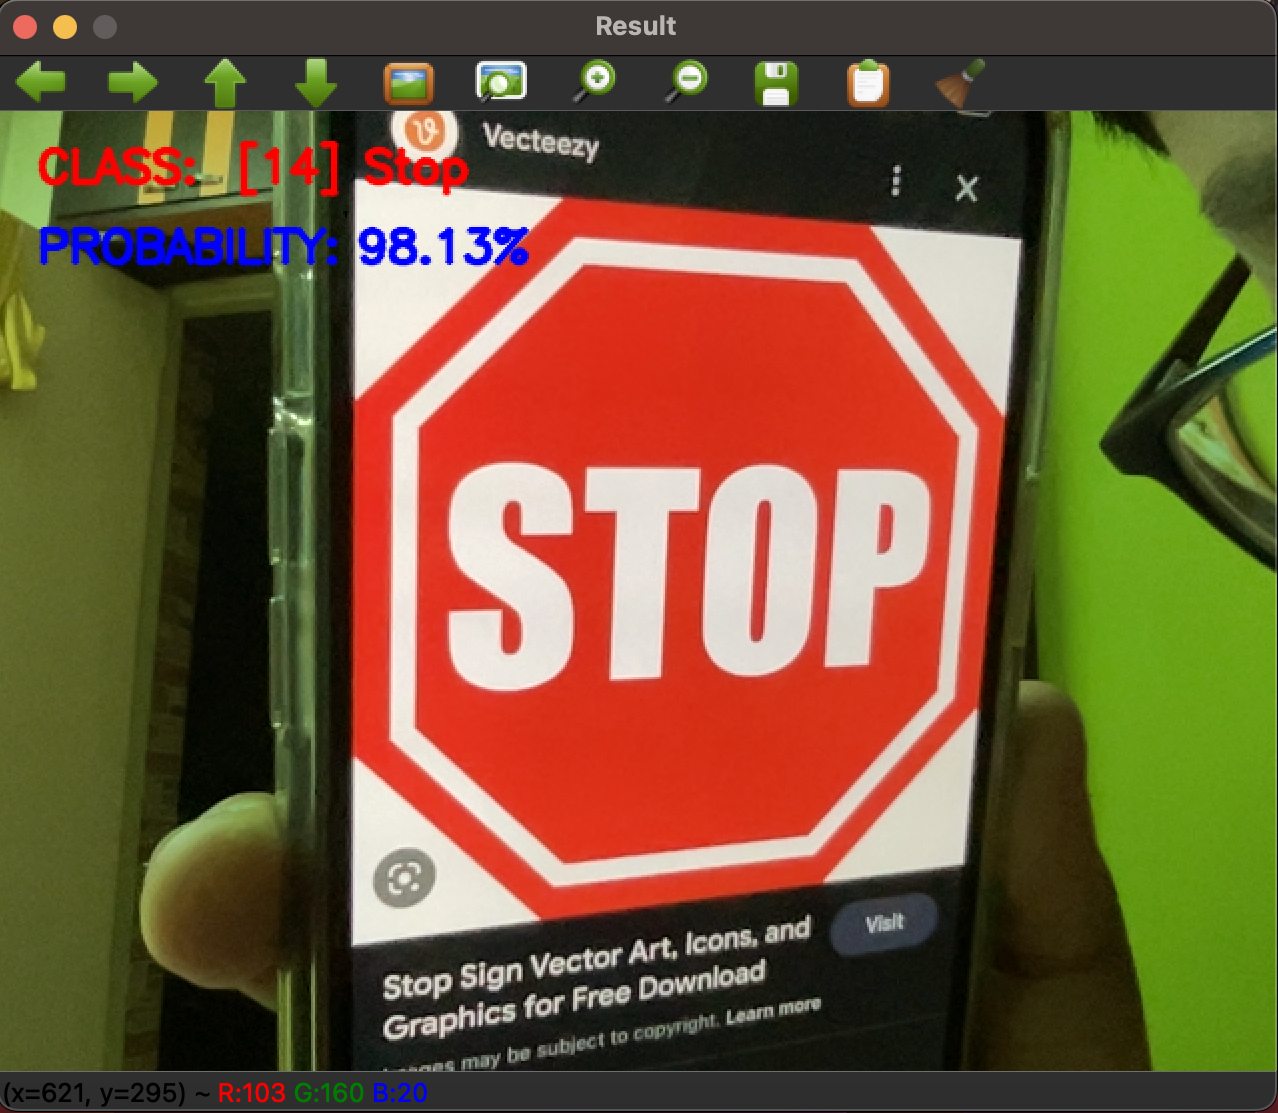 Result
Vecteezy
CLASS: [14] Stop
PROBABILITY: 98.13%
STOP
Stop Sign Vector Art, Icons, and
Graphics for Free Download
Visit
Images may be subject to copyright. Learn more
(x=621, y=295) ~ R:103 G:160 B:20